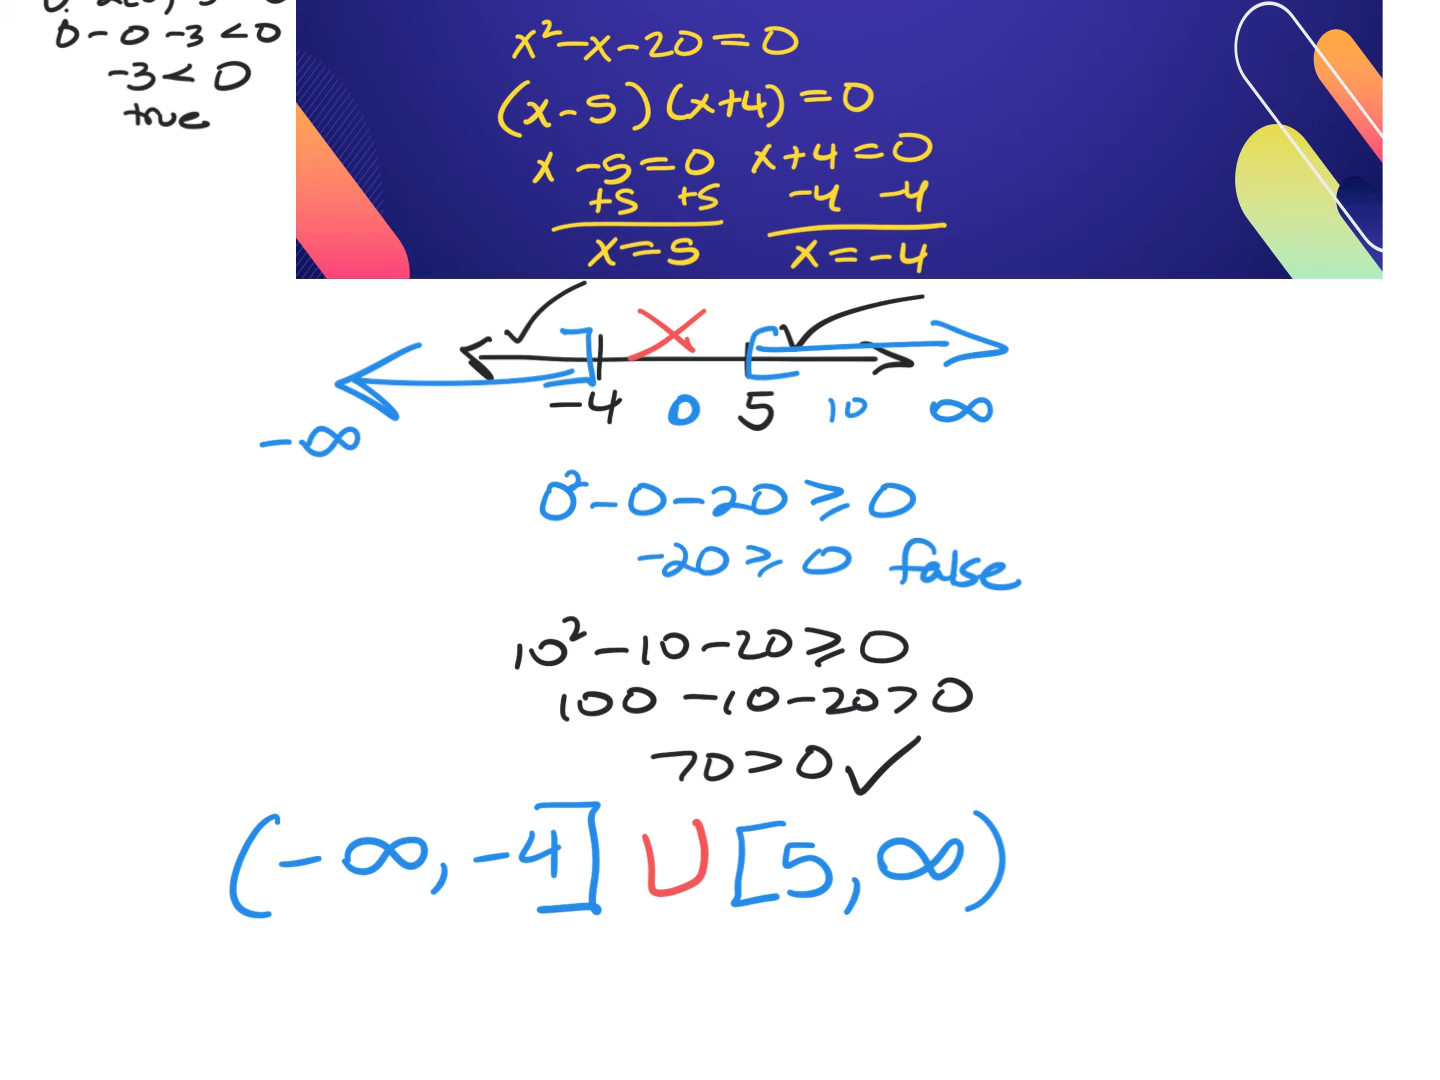 0 - 0 - 3 < 0
-3 < 0
true
x² - x - 20 = 0
(x - 5) (x + 4) = 0
x - 5 = 0 x + 4 = 0
+5 +5 -4 -4
x = 5 x = -4
-4 0 5 10 ∞
-∞
0² - 0 - 20 ≥ 0
-20 ≥ 0 false
10² - 10 - 20 ≥ 0
100 - 10 - 20 > 0
70 > 0 ✓
(-∞, -4] ∪ [5, ∞)